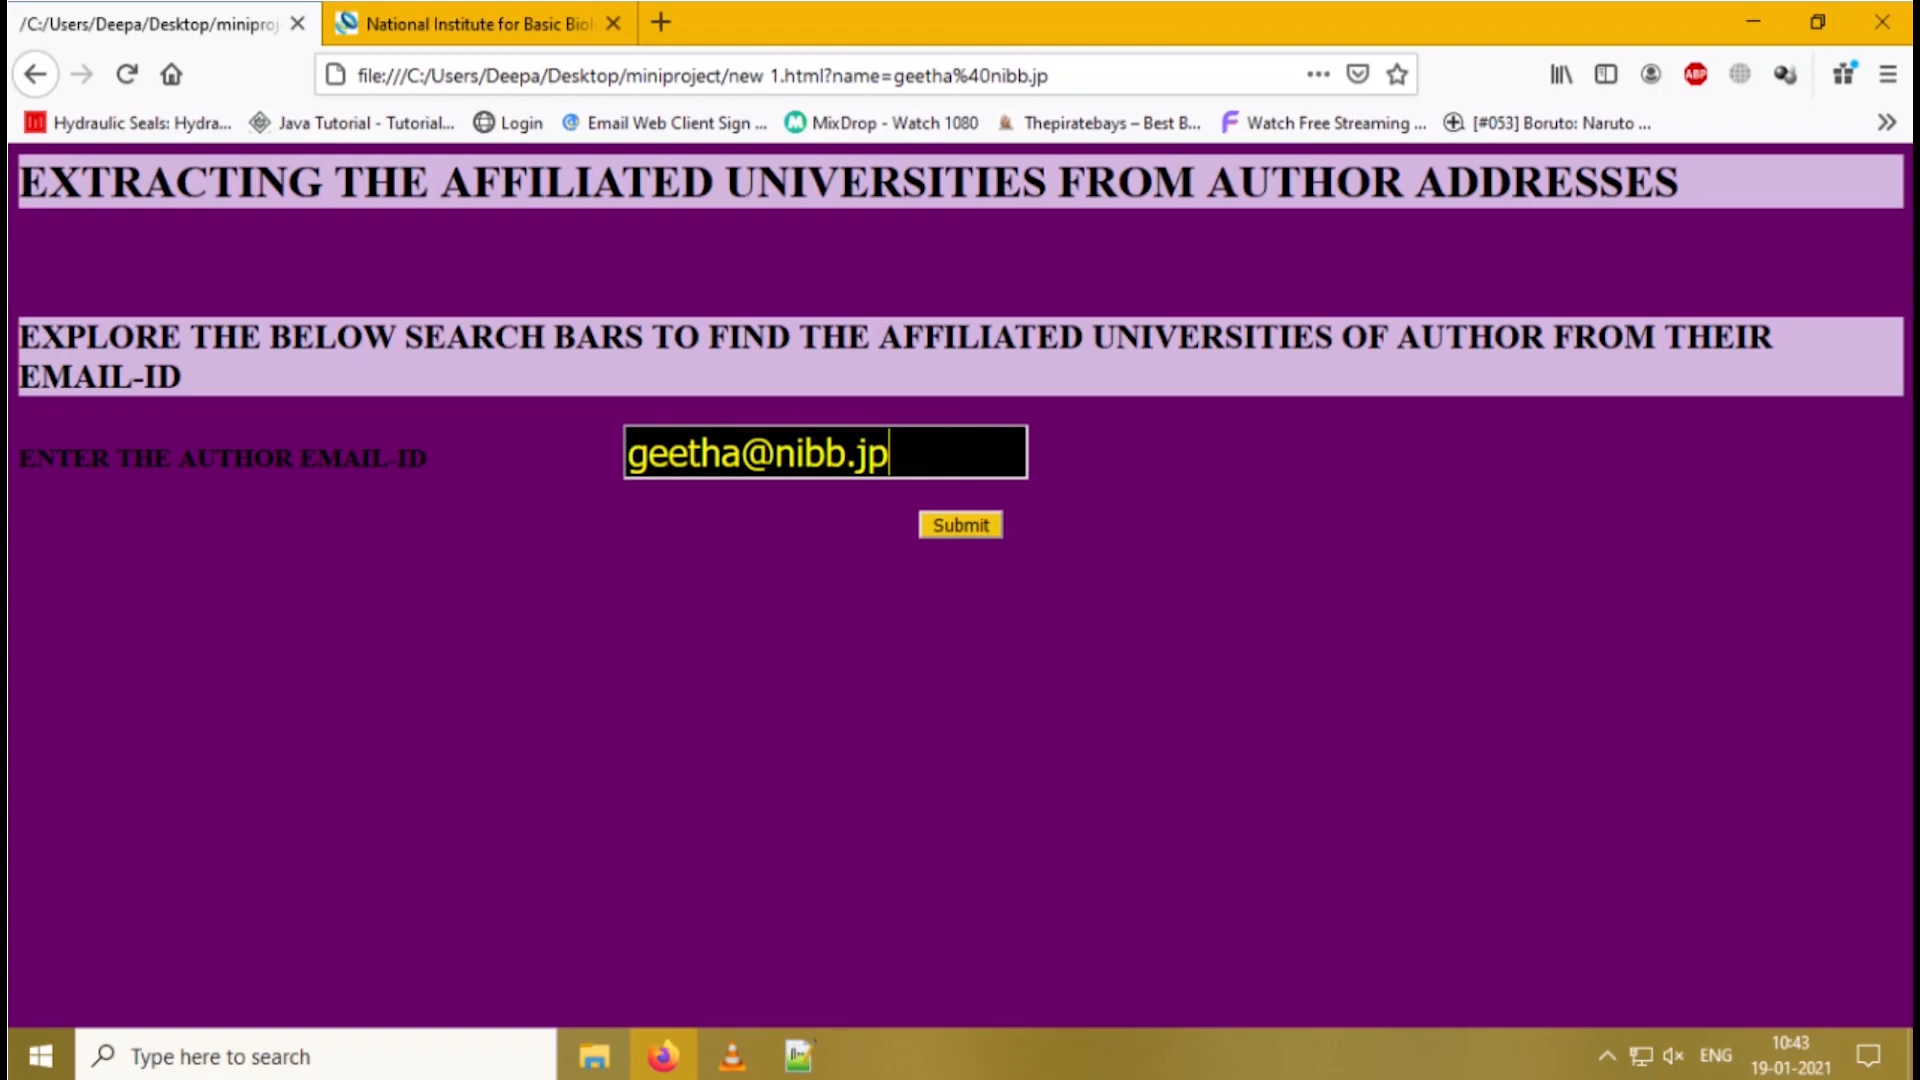 /C:/Users/Deepa/Desktop/miniproj
National Institute for Basic Biol
file:///C:/Users/Deepa/Desktop/miniproject/new 1.html?name=geetha%40nibb.jp
ABP
Hydraulic Seals: Hydra...
Java Tutorial - Tutorial...
Login
Email Web Client Sign ...
MixDrop - Watch 1080
Thepiratebays – Best B...
Watch Free Streaming ...
[#053] Boruto: Naruto ...
EXTRACTING THE AFFILIATED UNIVERSITIES FROM AUTHOR ADDRESSES
EXPLORE THE BELOW SEARCH BARS TO FIND THE AFFILIATED UNIVERSITIES OF AUTHOR FROM THEIR
EMAIL-ID
ENTER THE AUTHOR EMAIL-ID
geetha@nibb.jp
Submit
Type here to search
ENG
10:43
19-01-2021